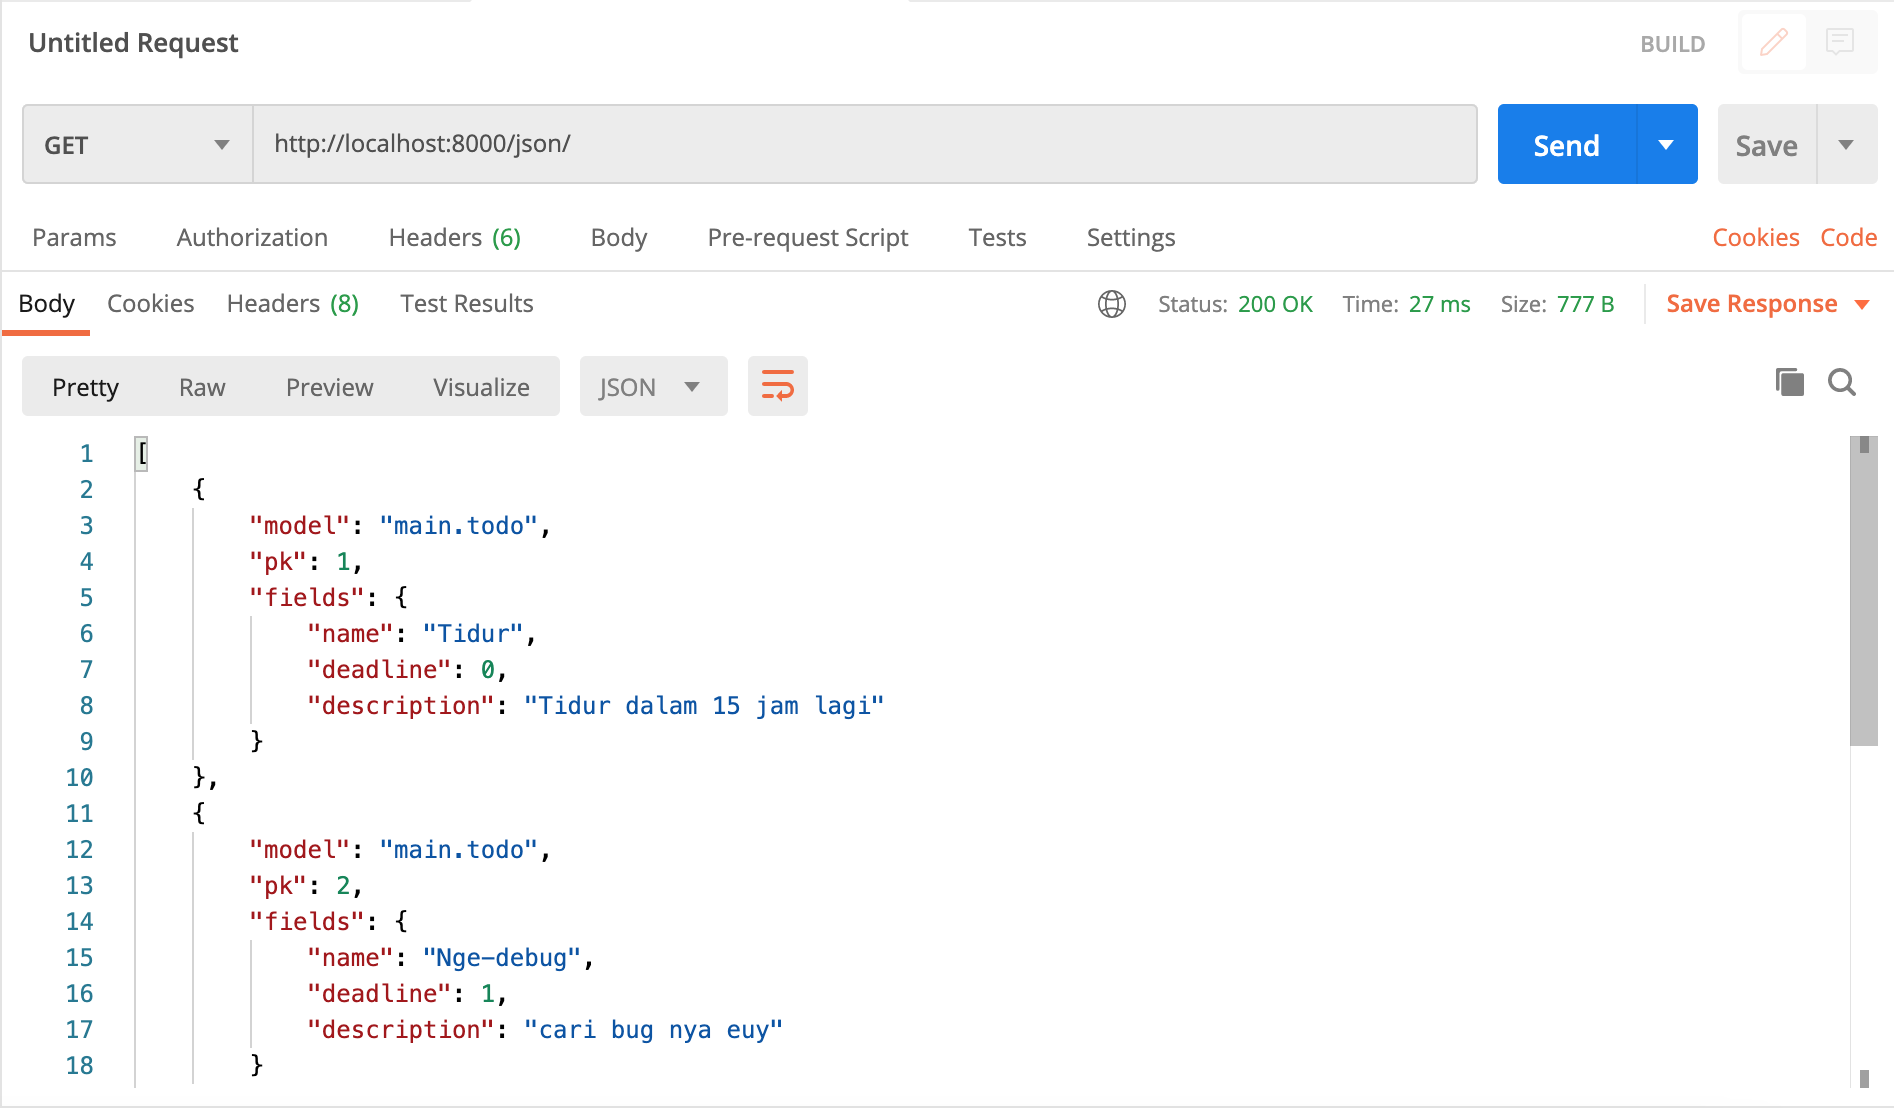 Untitled Request BUILD
GET http://localhost:8000/json/ Send Save
Params Authorization Headers (6) Body Pre-request Script Tests Settings Cookies Code
Body Cookies Headers (8) Test Results Status: 200 OK Time: 27 ms Size: 777 B Save Response
Pretty Raw Preview Visualize JSON
1 [
2 {
3 "model": "main.todo",
4 "pk": 1,
5 "fields": {
6 "name": "Tidur",
7 "deadline": 0,
8 "description": "Tidur dalam 15 jam lagi"
9 }
10 },
11 {
12 "model": "main.todo",
13 "pk": 2,
14 "fields": {
15 "name": "Nge-debug",
16 "deadline": 1,
17 "description": "cari bug nya euy"
18 }